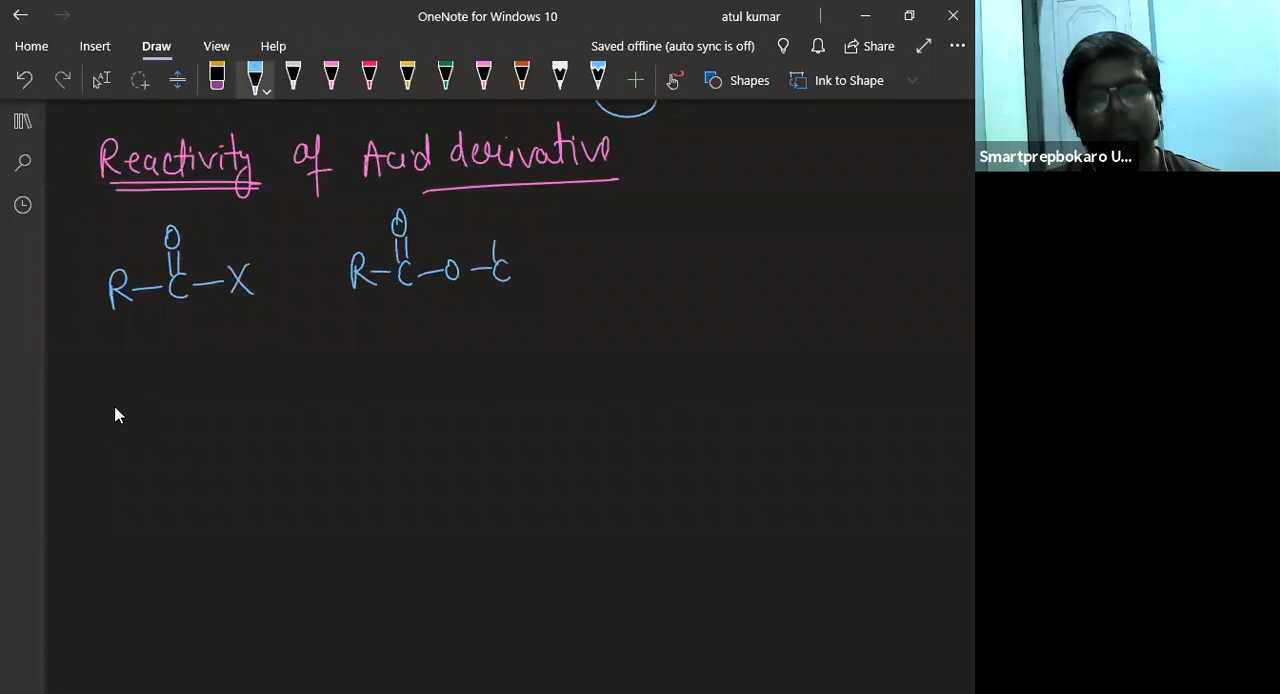 OneNote for Windows 10
atul kumar
Home Insert Draw View Help
Saved offline (auto sync is off)
Share
Shapes
Ink to Shape
Smartprepbokaro U...
Reactivity of Acid derivative
O O
R—C—X R—C—O—C